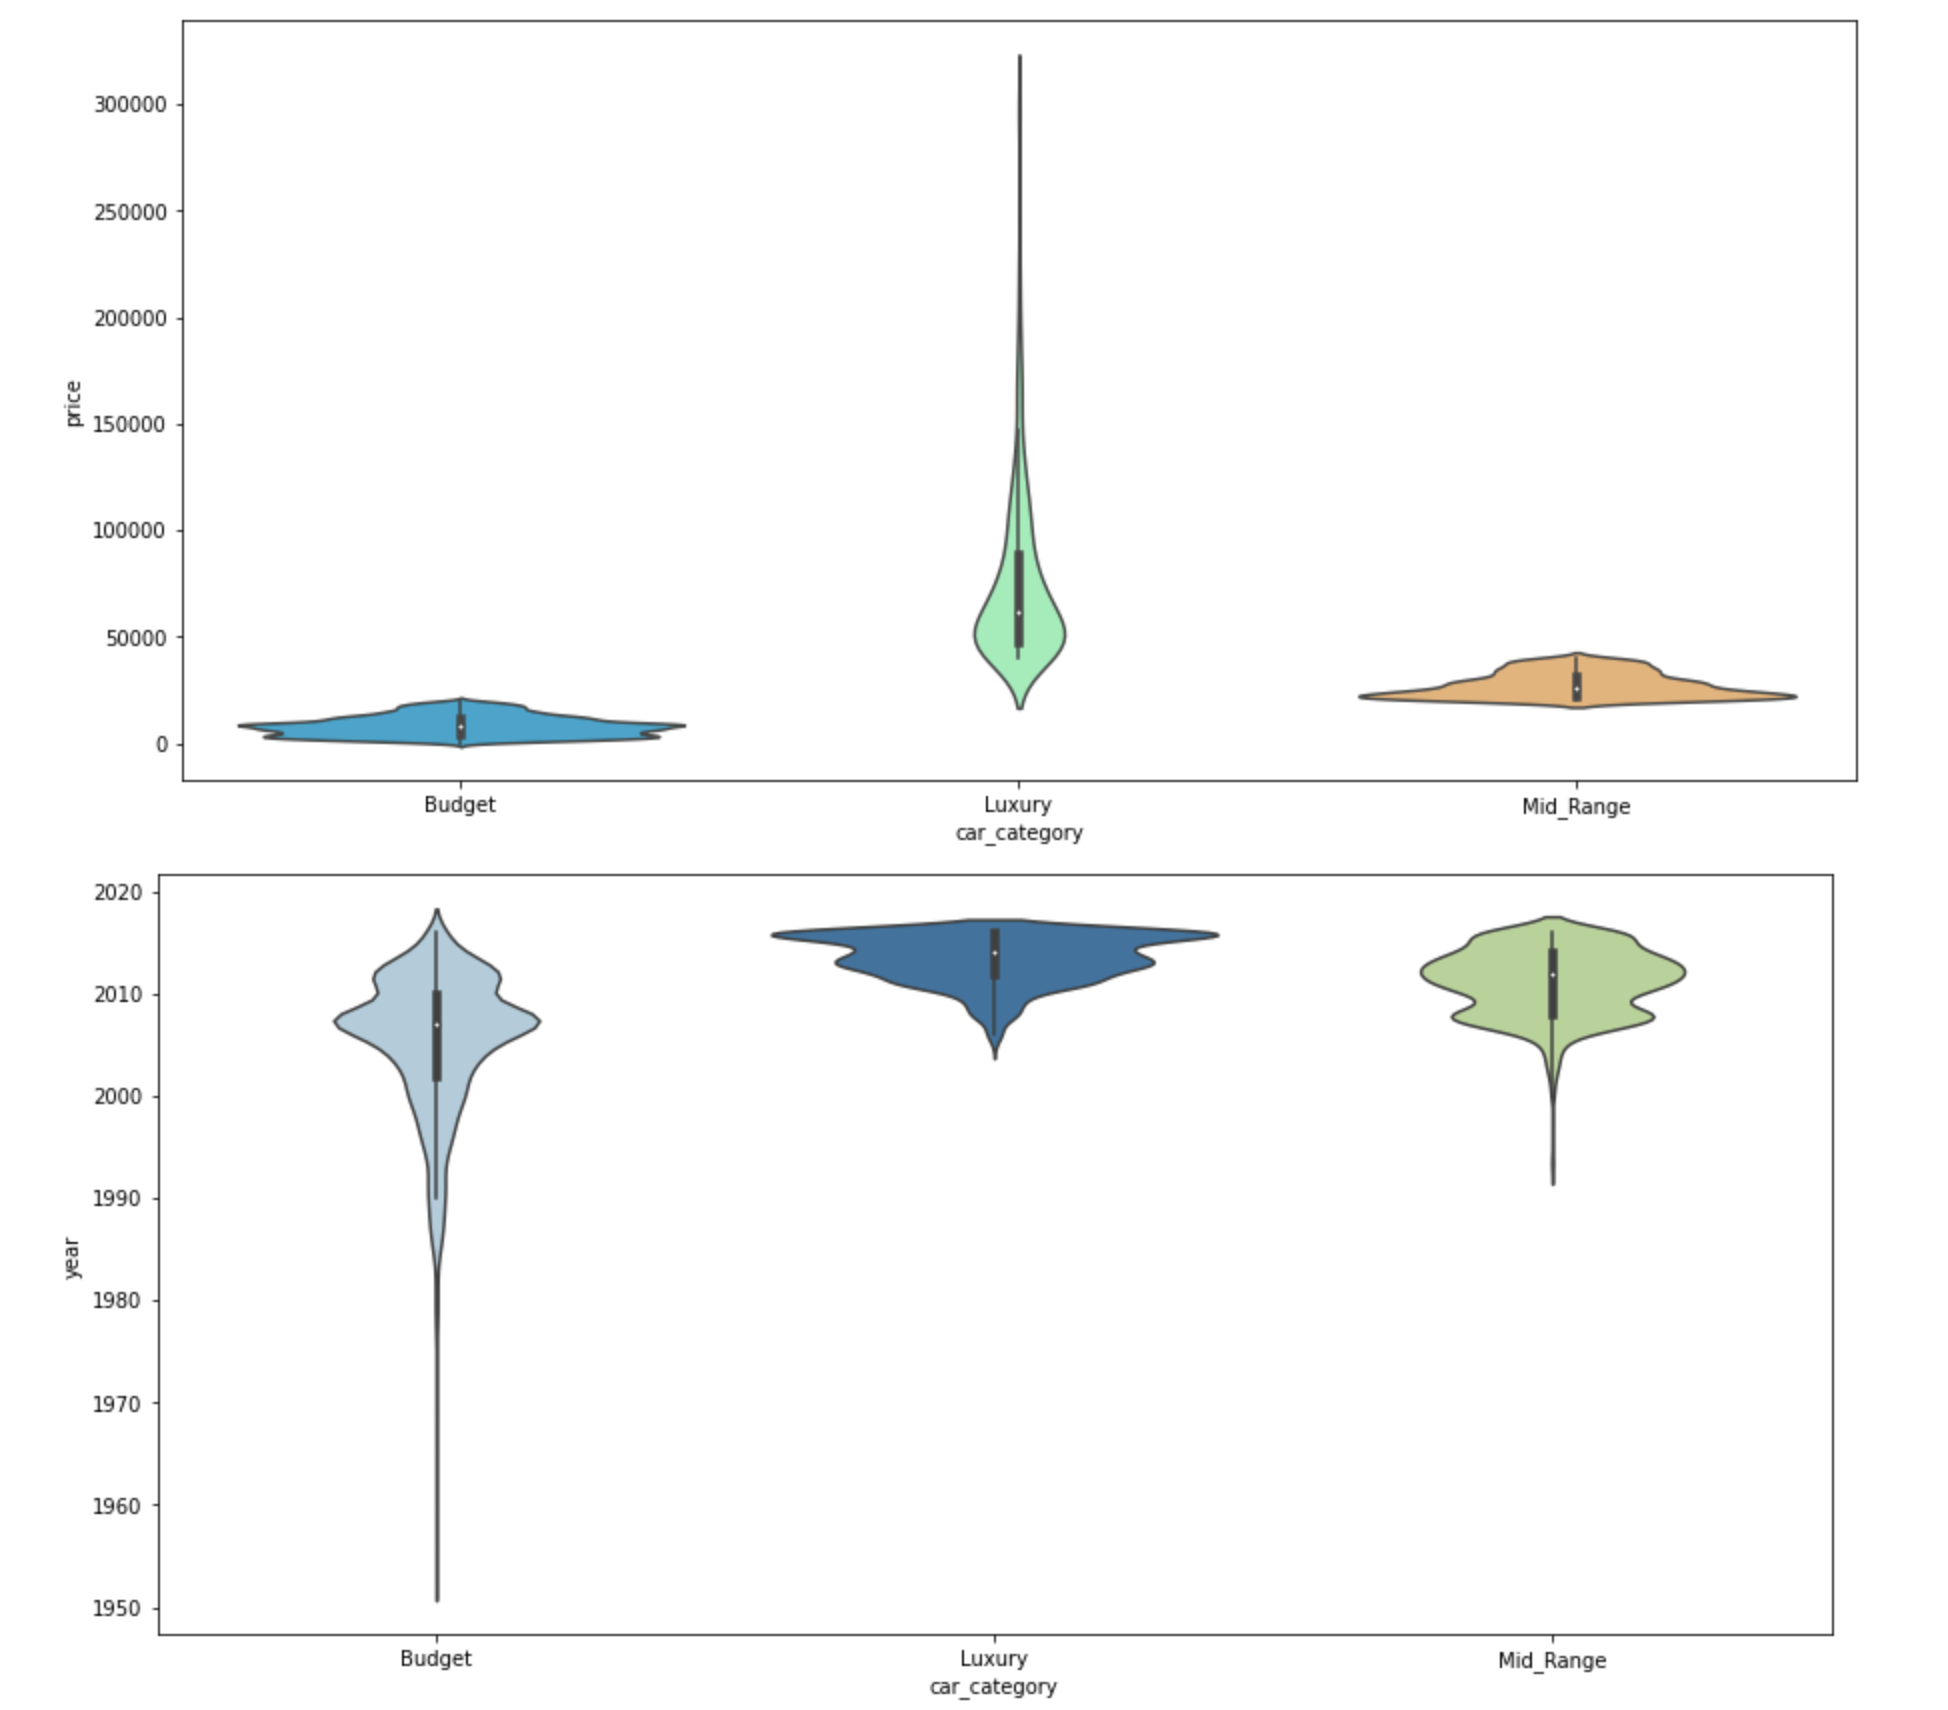 300000
250000
200000
150000
100000
50000
0
price
Budget
Luxury
Mid_Range
car_category
2020
2010
2000
1990
1980
1970
1960
1950
year
Budget
Luxury
Mid_Range
car_category